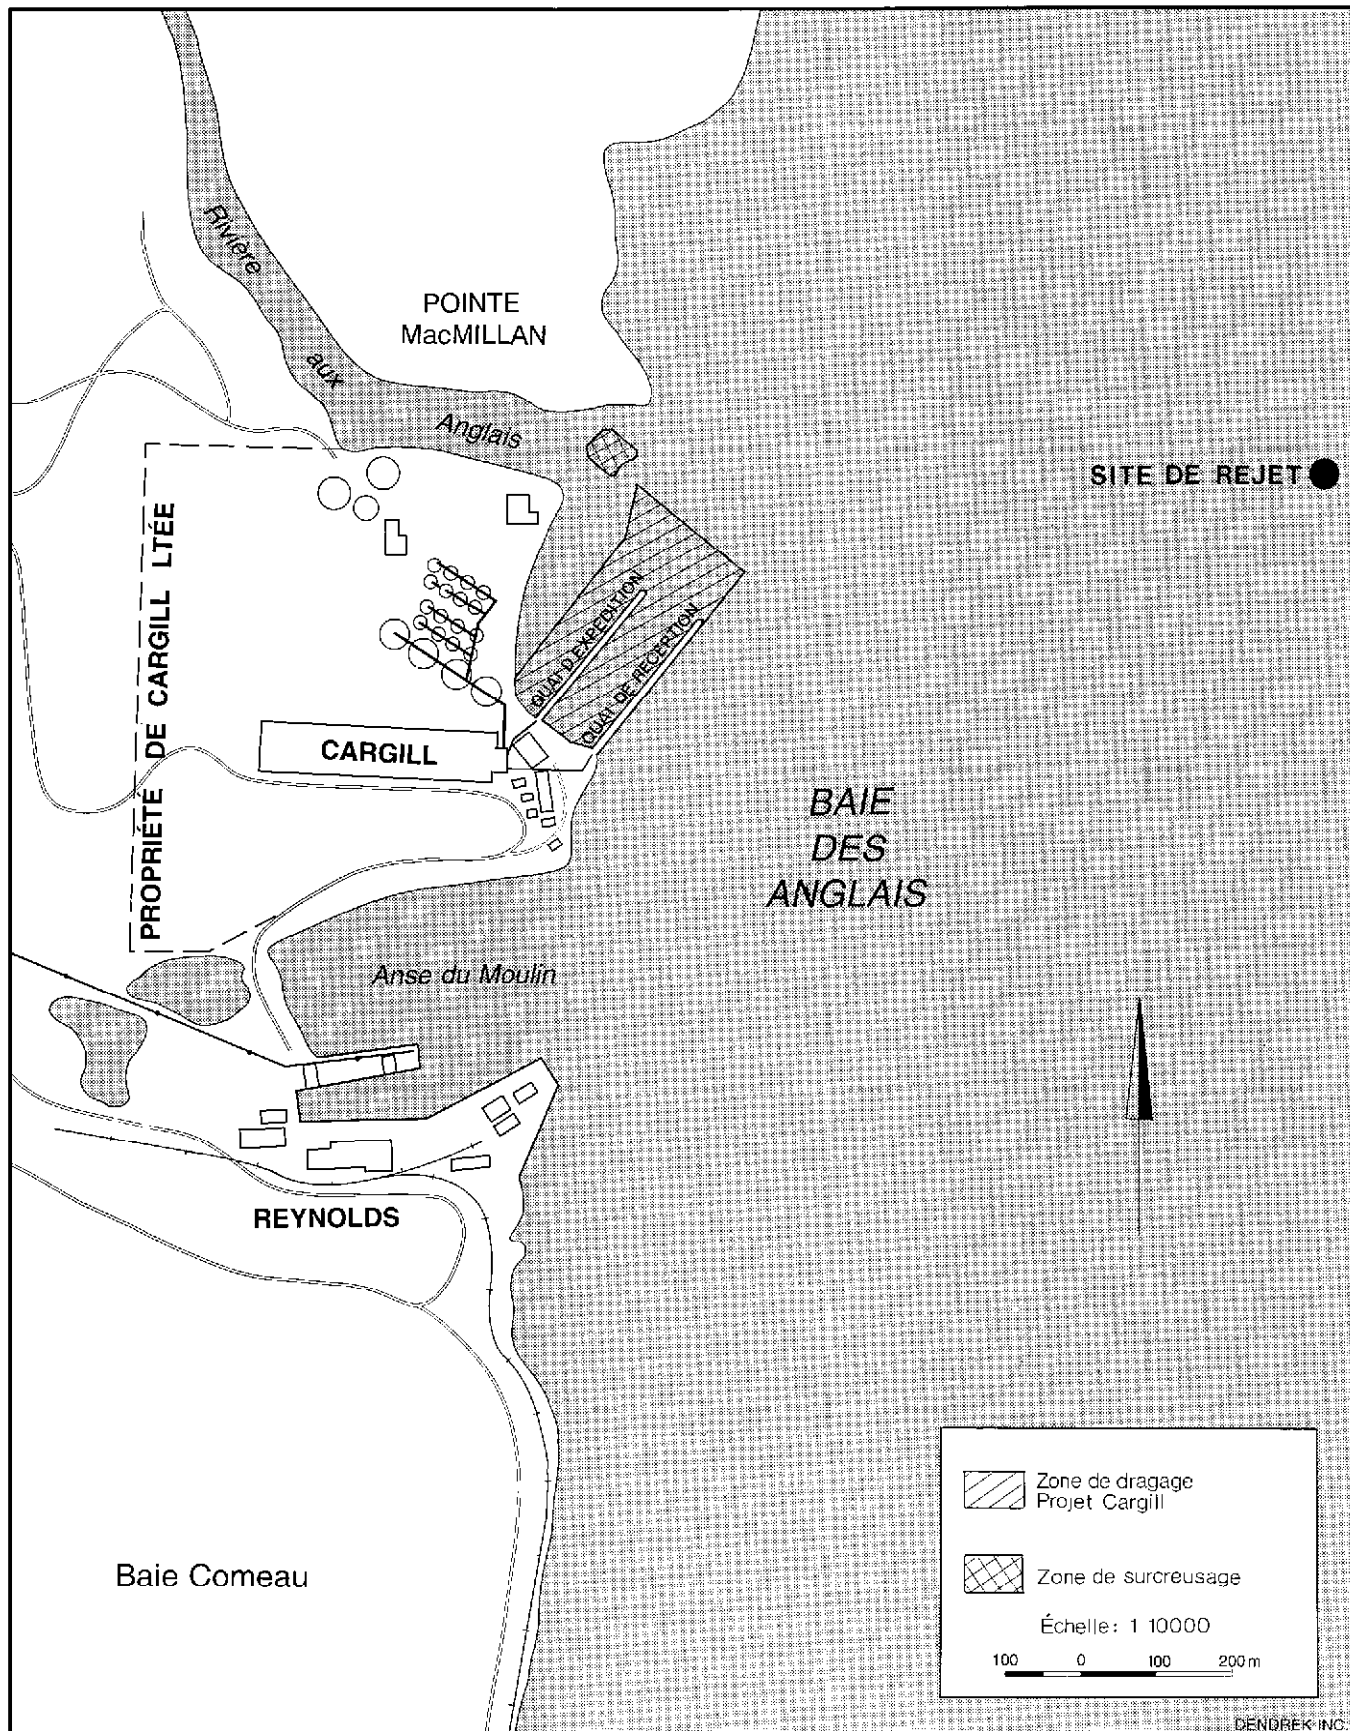 Rivière
aux
Anglais
POINTE
MacMILLAN
SITE DE REJET
PROPRIÉTÉ DE CARGILL LTÉE
QUAI D'EXPEDITION
QUAI DE RECEPTION
CARGILL
BAIE
DES
ANGLAIS
Anse du Moulin
REYNOLDS
Baie Comeau
Zone de dragage
Projet Cargill
Zone de surcreusage
Échelle: 1 10000
100 0 100 200 m
DENDREK INC.